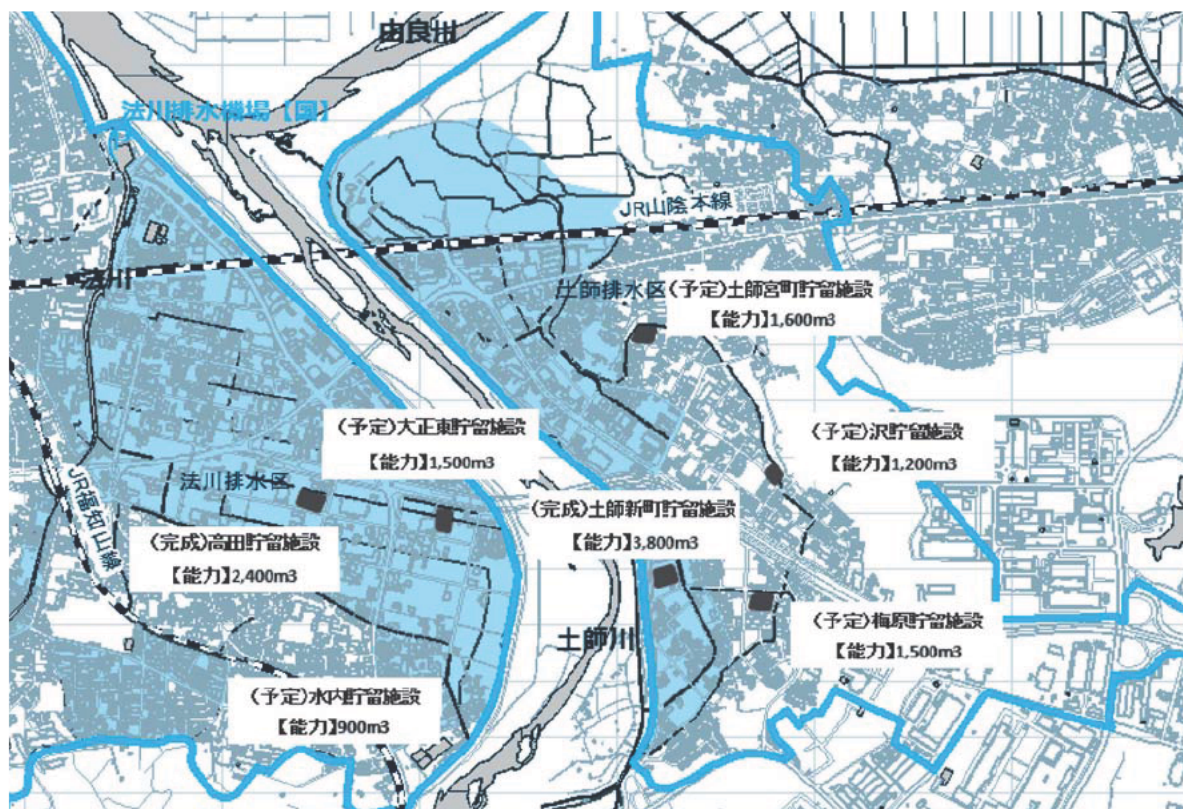 由良川
法川排水機場【国】
JR山陰本線
法川
土師排水区
(予定)土師宮町貯留施設
【能力】1,600m3
(予定)大正東貯留施設
【能力】1,500m3
(予定)沢貯留施設
【能力】1,200m3
法川排水区
JR福知山線
(完成)高田貯留施設
【能力】2,400m3
(完成)土師新町貯留施設
【能力】3,800m3
(予定)梅原貯留施設
【能力】1,500m3
土師川
(予定)水内貯留施設
【能力】900m3